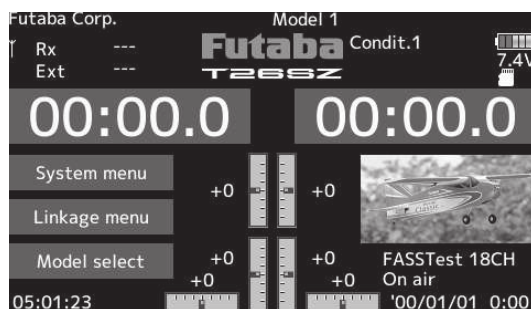 Futaba Corp.
Model 1
Rx ---
Ext ---
Futaba
T26SZ
Condit.1
7.4V
00:00.0
00:00.0
System menu
Linkage menu
Model select
+0
+0
+0
+0
+0
+0
Classic
FASSTest 18CH
On air
05:01:23
'00/01/01 0:00